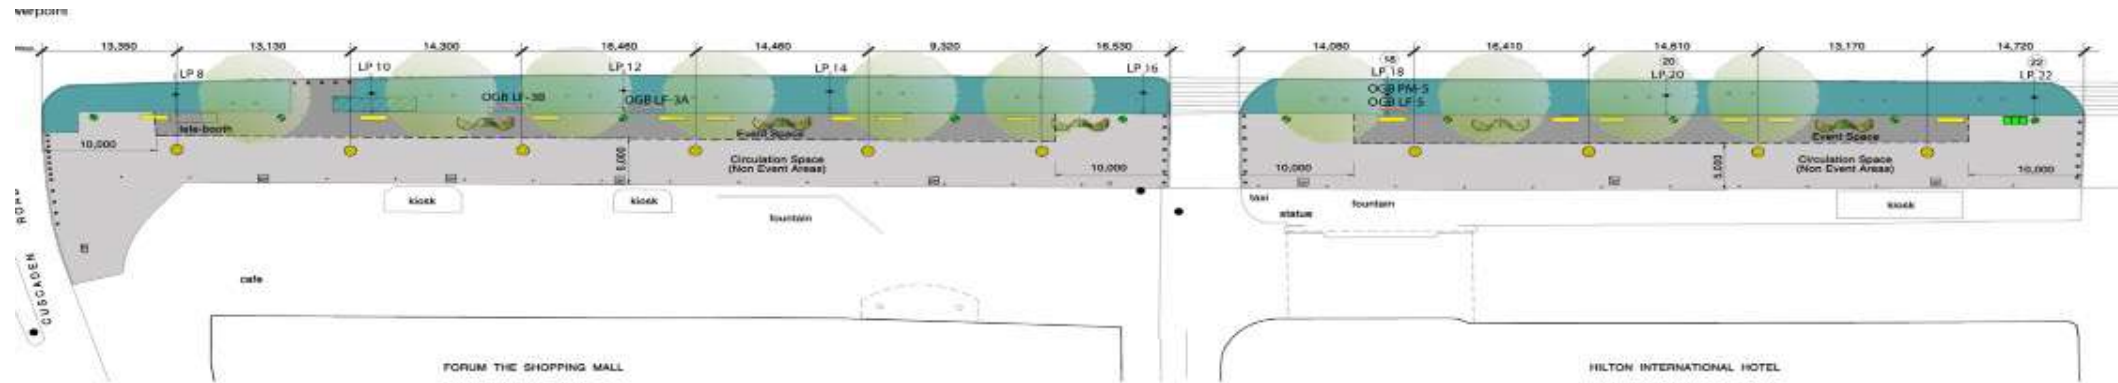 13,350 13,130 14,300 16,460 14,460 9,320 16,530 14,080 16,410 14,610 13,170 14,720
18 20 22
LP 8 LP 10 LP 12 LP 14 LP 16 LP 18 LP 20 LP 22
OGB LF-3B OGB LF-3A OGB PM-5
OGB LF-5
tele-booth Event Space Event Space
10,000 5,000 Circulation Space 10,000 10,000 5,000 Circulation Space 10,000
(Non Event Areas) (Non Event Areas)
kiosk kiosk taxi fountain kiosk
fountain statue
ROAD
CUSCADEN
cafe
FORUM THE SHOPPING MALL HILTON INTERNATIONAL HOTEL